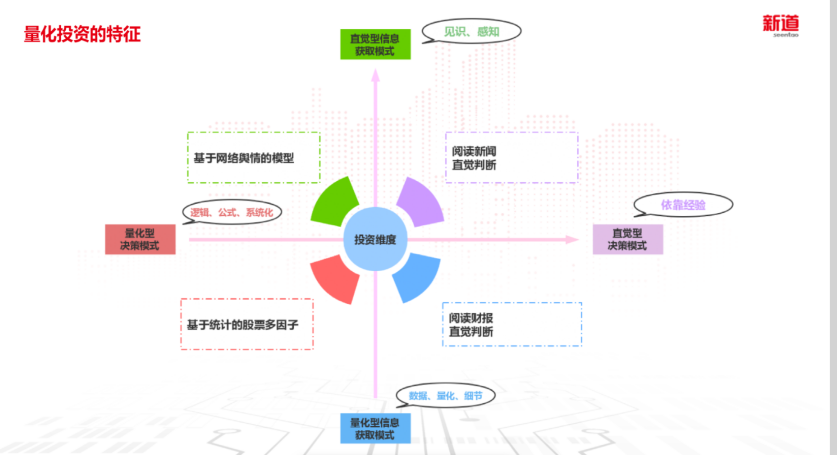 量化投资的特征
新道
直觉型信息
获取模式
见识、感知
基于网络舆情的模型
阅读新闻
直觉判断
逻辑、公式、系统化
依靠经验
量化型
决策模式
投资维度
直觉型
决策模式
基于统计的股票多因子
阅读财报
直觉判断
数据、量化、细节
量化型信息
获取模式